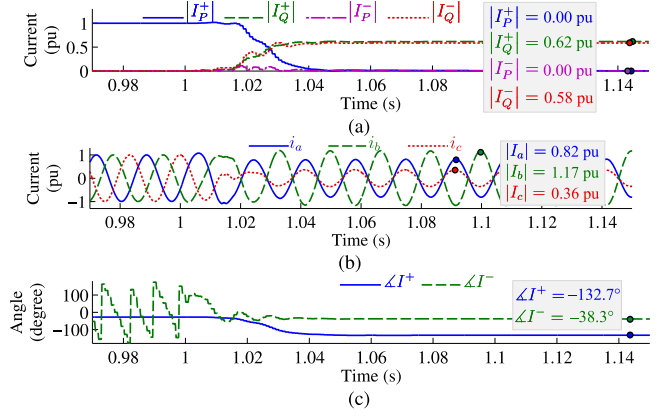 |I_P^+| |I_Q^+| |I_P^-| |I_Q^-|
Current (pu)
1
0.5
0
|I_P^+| = 0.00 pu
|I_Q^+| = 0.62 pu
|I_P^-| = 0.00 pu
|I_Q^-| = 0.58 pu
0.98 1 1.02 1.04 1.06 1.08 1.1 1.12 1.14
Time (s)
(a)
i_a i_b i_c
Current (pu)
1
0
−1
|I_a| = 0.82 pu
|I_b| = 1.17 pu
|I_c| = 0.36 pu
0.98 1 1.02 1.04 1.06 1.08 1.1 1.12 1.14
Time (s)
(b)
∡I^+ ∡I^-
Angle (degree)
100
0
−100
∡I^+ = −132.7°
∡I^- = −38.3°
0.98 1 1.02 1.04 1.06 1.08 1.1 1.12 1.14
Time (s)
(c)